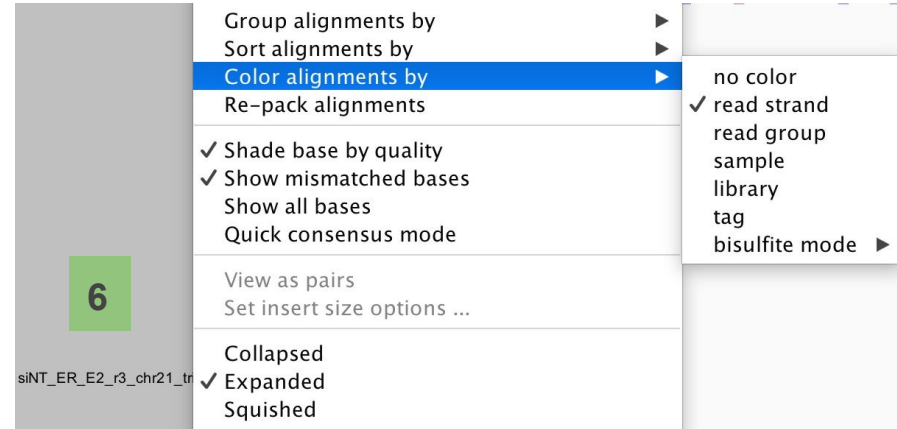 Group alignments by
Sort alignments by
Color alignments by
Re-pack alignments
Shade base by quality
Show mismatched bases
Show all bases
Quick consensus mode
View as pairs
Set insert size options ...
Collapsed
Expanded
Squished
no color
read strand
read group
sample
library
tag
bisulfite mode
6
siNT_ER_E2_r3_chr21_tri